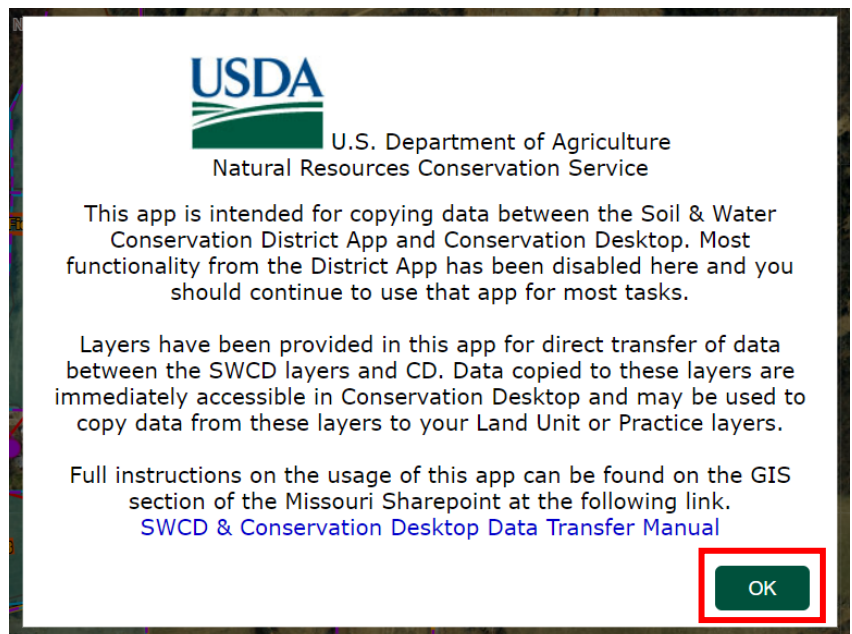 USDA
U.S. Department of Agriculture
Natural Resources Conservation Service
This app is intended for copying data between the Soil & Water
Conservation District App and Conservation Desktop. Most
functionality from the District App has been disabled here and you
should continue to use that app for most tasks.
Layers have been provided in this app for direct transfer of data
between the SWCD layers and CD. Data copied to these layers are
immediately accessible in Conservation Desktop and may be used to
copy data from these layers to your Land Unit or Practice layers.
Full instructions on the usage of this app can be found on the GIS
section of the Missouri Sharepoint at the following link.
SWCD & Conservation Desktop Data Transfer Manual
OK